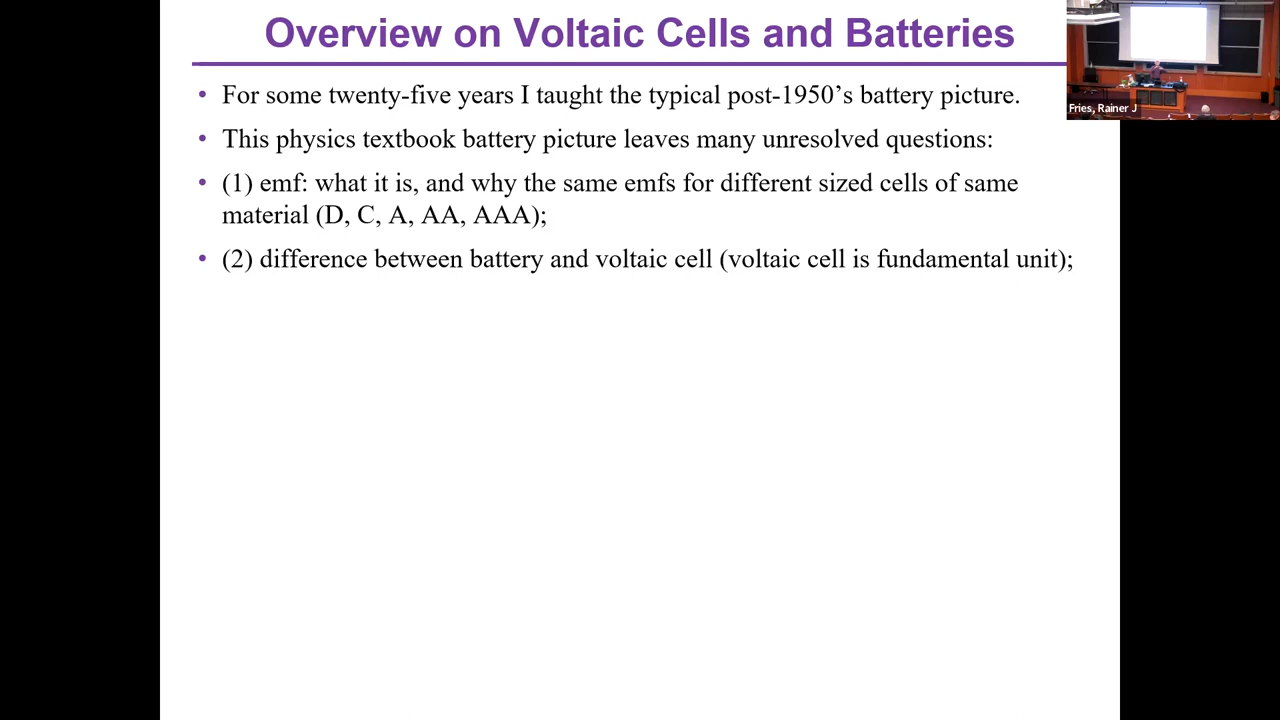 Overview on Voltaic Cells and Batteries
Fries, Rainer J
• For some twenty-five years I taught the typical post-1950’s battery picture.
• This physics textbook battery picture leaves many unresolved questions:
• (1) emf: what it is, and why the same emfs for different sized cells of same
material (D, C, A, AA, AAA);
• (2) difference between battery and voltaic cell (voltaic cell is fundamental unit);